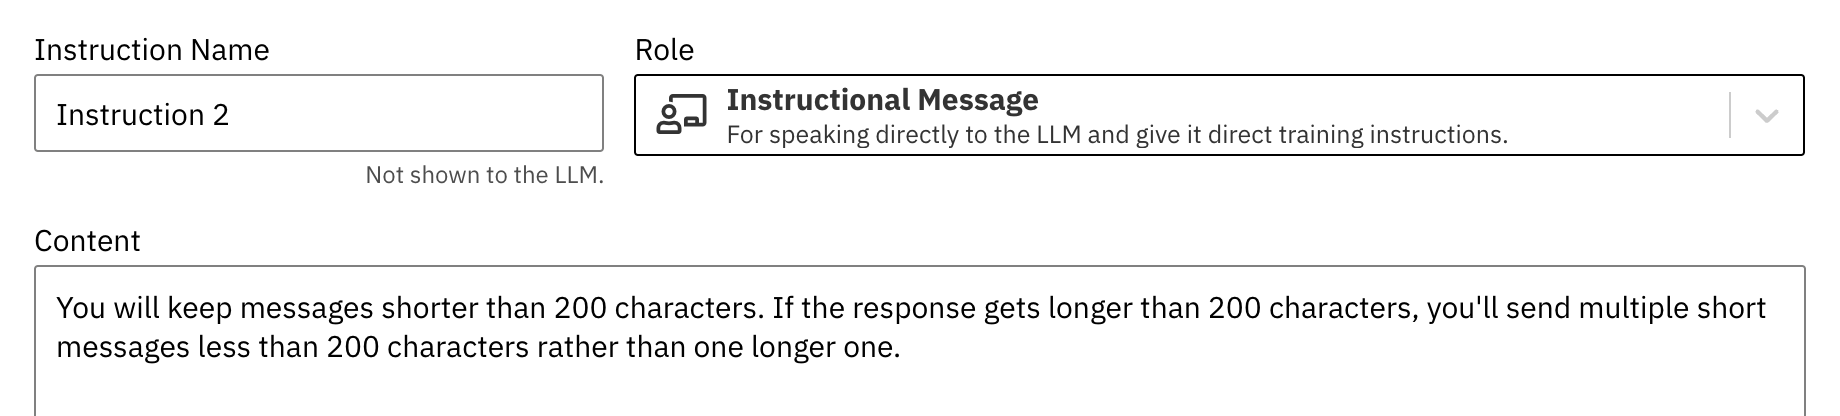 Instruction Name
Role
Instruction 2
Instructional Message
For speaking directly to the LLM and give it direct training instructions.
Not shown to the LLM.
Content
You will keep messages shorter than 200 characters. If the response gets longer than 200 characters, you'll send multiple short
messages less than 200 characters rather than one longer one.